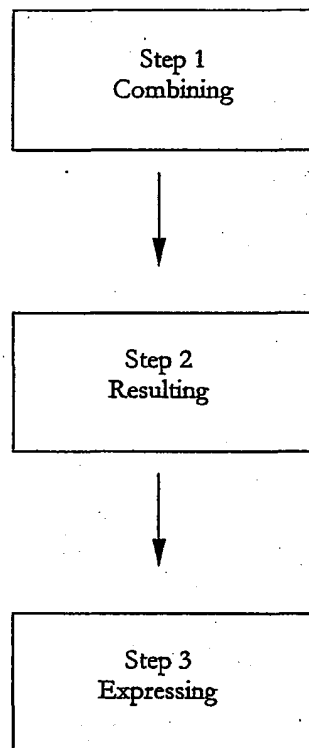 Step 1
Combining
Step 2
Resulting
Step 3
Expressing